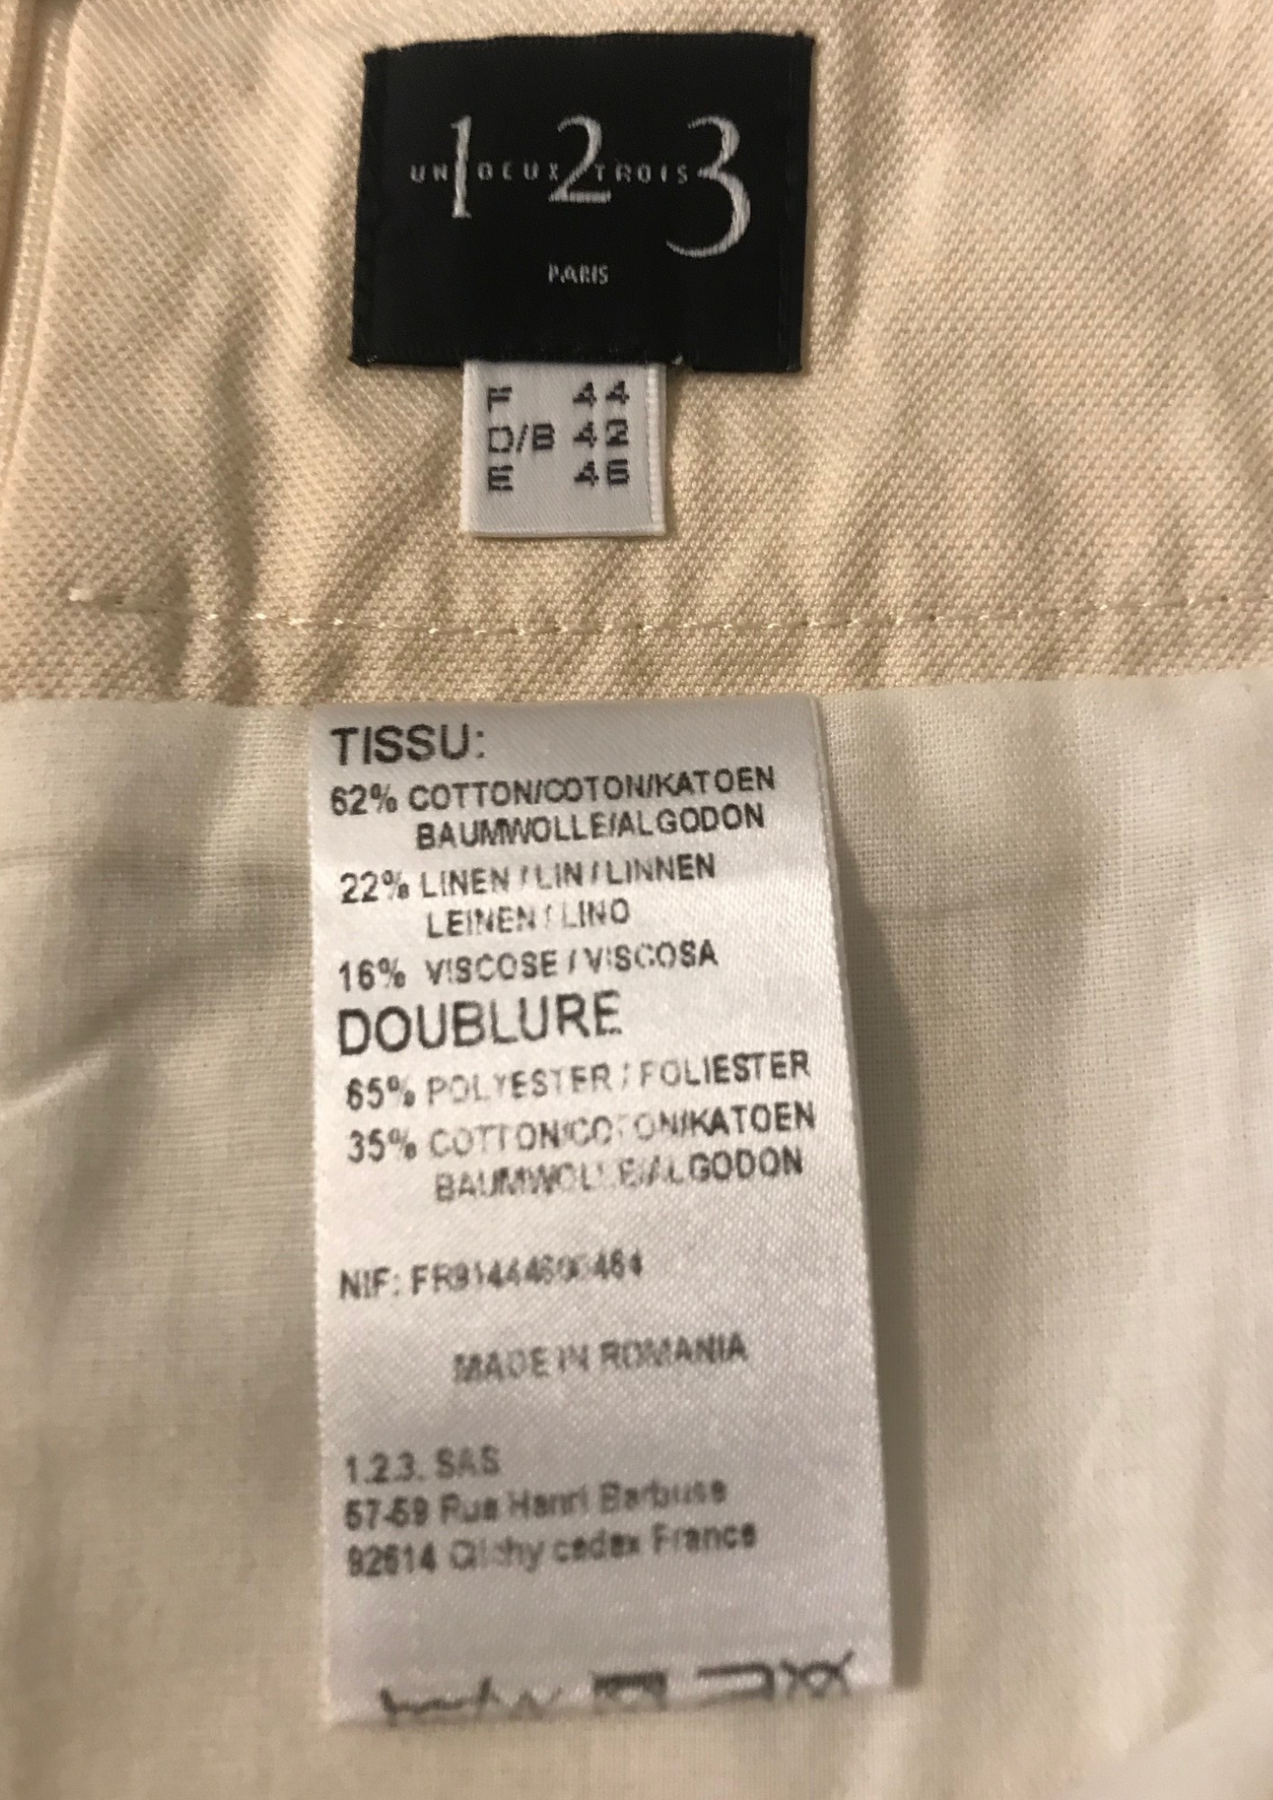 1 2 3
UN DEUX TROIS
PARIS
F 44
D/B 42
E 46
TISSU:
62% COTTON/COTON/KATOEN
BAUMWOLLE/ALGODON
22% LINEN / LIN / LINNEN
LEINEN / LINO
16% VISCOSE / VISCOSA
DOUBLURE
65% POLYESTER / POLIESTER
35% COTTON/COTON/KATOEN
BAUMWOLLE/ALGODON
NIF:
MADE IN ROMANIA
1.2.3. SAS
57-59 Rue Henri Barbusse
92614 Clichy cedex France